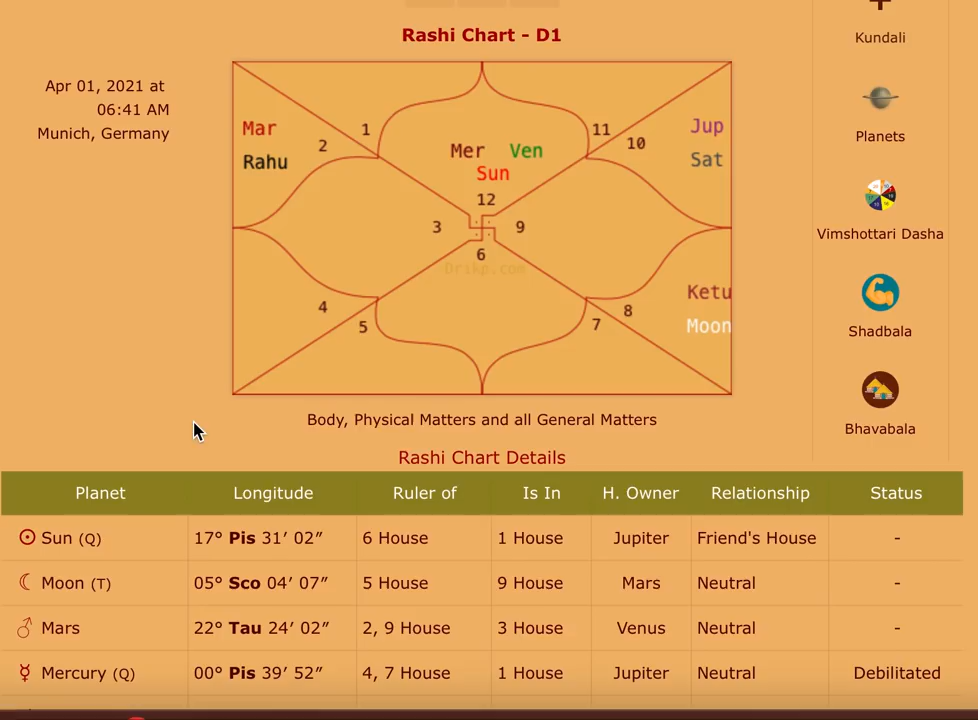 Rashi Chart - D1
Apr 01, 2021 at
06:41 AM
Munich, Germany
Mar
Rahu
2
1
Mer Ven
Sun
12
11
10
Jup
Sat
3
9
6
Drikp.com
4
5
7
8
Ketu
Moon
Body, Physical Matters and all General Matters
Kundali
Planets
Vimshottari Dasha
Shadbala
Bhavabala
Rashi Chart Details
Planet Longitude Ruler of Is In H. Owner Relationship Status
☉ Sun (Q) 17° Pis 31′ 02″ 6 House 1 House Jupiter Friend's House -
☾ Moon (T) 05° Sco 04′ 07″ 5 House 9 House Mars Neutral -
♂ Mars 22° Tau 24′ 02″ 2, 9 House 3 House Venus Neutral -
☿ Mercury (Q) 00° Pis 39′ 52″ 4, 7 House 1 House Jupiter Neutral Debilitated